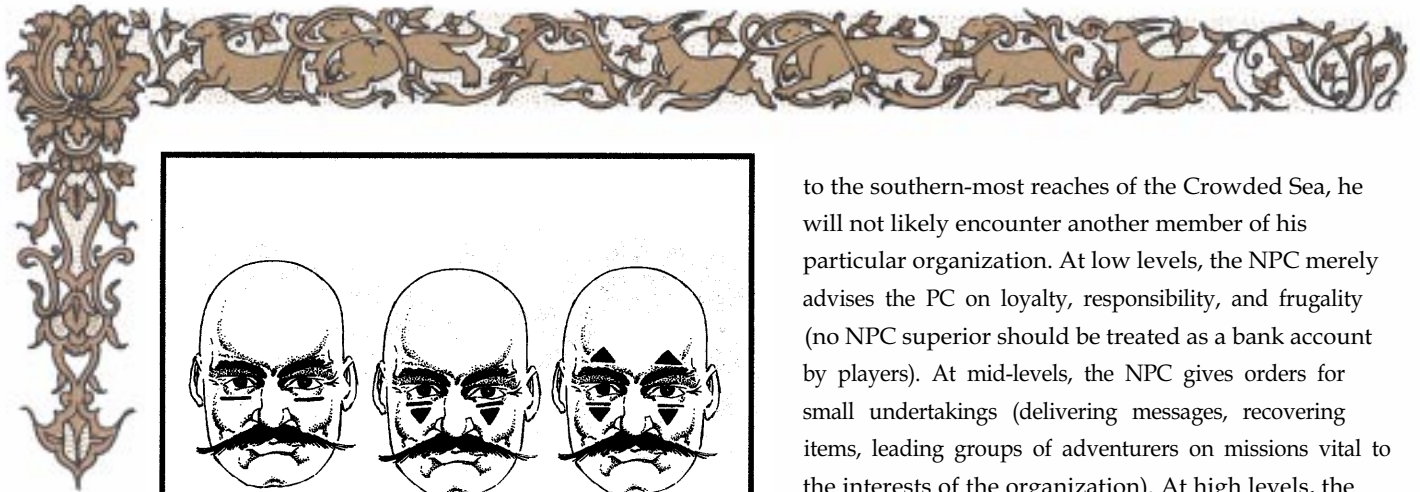 to the southern-most reaches of the Crowded Sea, he
will not likely encounter another member of his
particular organization. At low levels, the NPC merely
advises the PC on loyalty, responsibility, and frugality
(no NPC superior should be treated as a bank account
by players). At mid-levels, the NPC gives orders for
small undertakings (delivering messages, recovering
items, leading groups of adventurers on missions vital to
the interests of the organization). At high levels, the